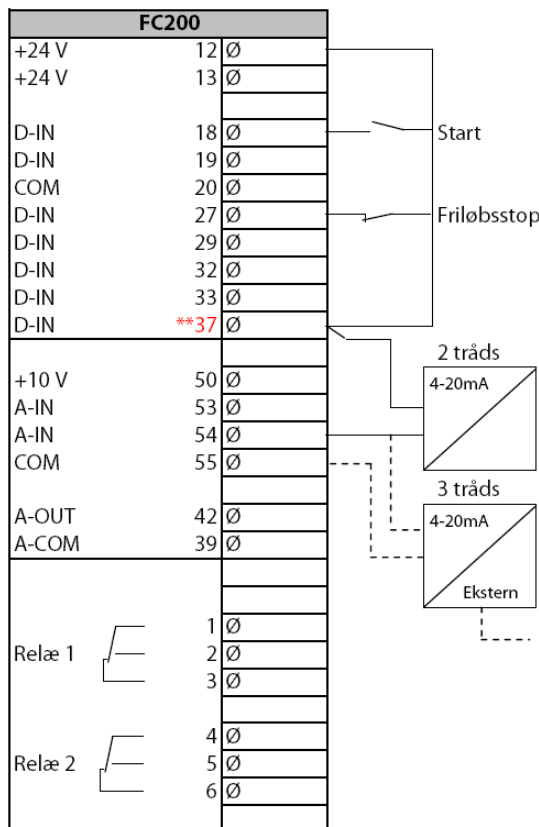 FC200
+24 V 12 Ø
+24 V 13 Ø
D-IN 18 Ø
Start
D-IN 19 Ø
COM 20 Ø
D-IN 27 Ø
Friløbsstop
D-IN 29 Ø
D-IN 32 Ø
D-IN 33 Ø
D-IN **37 Ø
2 tråds
+10 V 50 Ø
4-20mA
A-IN 53 Ø
A-IN 54 Ø
COM 55 Ø
3 tråds
A-OUT 42 Ø
4-20mA
A-COM 39 Ø
Ekstern
1 Ø
Relæ 1 2 Ø
3 Ø
4 Ø
Relæ 2 5 Ø
6 Ø